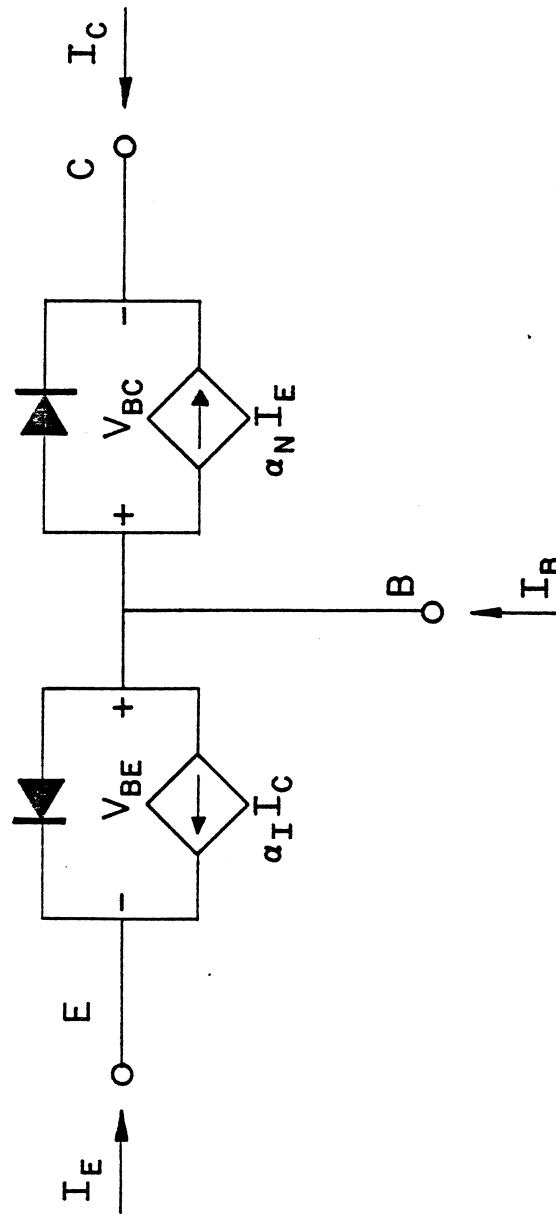 I_E
E
- V_BE +
α_I I_C
B
I_B
+ V_BC -
α_N I_E
C
I_C